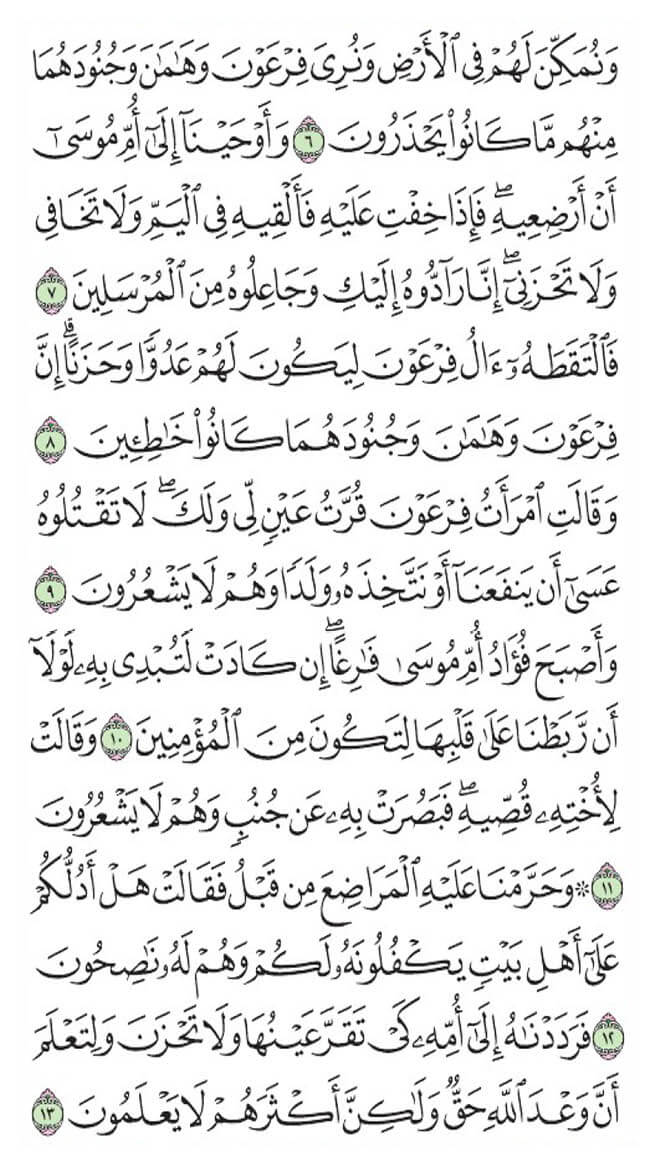 وَنُمَكِّنَ لَهُمْ فِي ٱلْأَرْضِ وَنُرِىَ فِرْعَوْنَ وَهَٰمَٰنَ وَجُنُودَهُمَا
مِنْهُم مَّا كَانُوا۟ يَحْذَرُونَ ٦ وَأَوْحَيْنَآ إِلَىٰٓ أُمِّ مُوسَىٰٓ
أَنْ أَرْضِعِيهِۖ فَإِذَا خِفْتِ عَلَيْهِ فَأَلْقِيهِ فِي ٱلْيَمِّ وَلَا تَخَافِي
وَلَا تَحْزَنِيٓۖ إِنَّا رَآدُّوهُ إِلَيْكِ وَجَاعِلُوهُ مِنَ ٱلْمُرْسَلِينَ ٧
فَٱلْتَقَطَهُۥٓ ءَالُ فِرْعَوْنَ لِيَكُونَ لَهُمْ عَدُوًّا وَحَزَنًاۗ إِنَّ
فِرْعَوْنَ وَهَٰمَٰنَ وَجُنُودَهُمَا كَانُوا۟ خَٰطِـِٔينَ ٨
وَقَالَتِ ٱمْرَأَتُ فِرْعَوْنَ قُرَّتُ عَيْنٍ لِّي وَلَكَۖ لَا تَقْتُلُوهُ
عَسَىٰٓ أَن يَنفَعَنَآ أَوْ نَتَّخِذَهُۥ وَلَدًا وَهُمْ لَا يَشْعُرُونَ ٩
وَأَصْبَحَ فُؤَادُ أُمِّ مُوسَىٰ فَٰرِغًاۖ إِن كَادَتْ لَتُبْدِي بِهِۦ لَوْلَآ
أَن رَّبَطْنَا عَلَىٰ قَلْبِهَا لِتَكُونَ مِنَ ٱلْمُؤْمِنِينَ ١٠ وَقَالَتْ
لِأُخْتِهِۦ قُصِّيهِۖ فَبَصُرَتْ بِهِۦ عَن جُنُبٍ وَهُمْ لَا يَشْعُرُونَ
١١ ۞ وَحَرَّمْنَا عَلَيْهِ ٱلْمَرَاضِعَ مِن قَبْلُ فَقَالَتْ هَلْ أَدُلُّكُمْ
عَلَىٰٓ أَهْلِ بَيْتٍ يَكْفُلُونَهُۥ لَكُمْ وَهُمْ لَهُۥ نَٰصِحُونَ
١٢ فَرَدَدْنَٰهُ إِلَىٰٓ أُمِّهِۦ كَيْ تَقَرَّ عَيْنُهَا وَلَا تَحْزَنَ وَلِتَعْلَمَ
أَنَّ وَعْدَ ٱللَّهِ حَقٌّ وَلَٰكِنَّ أَكْثَرَهُمْ لَا يَعْلَمُونَ ١٣